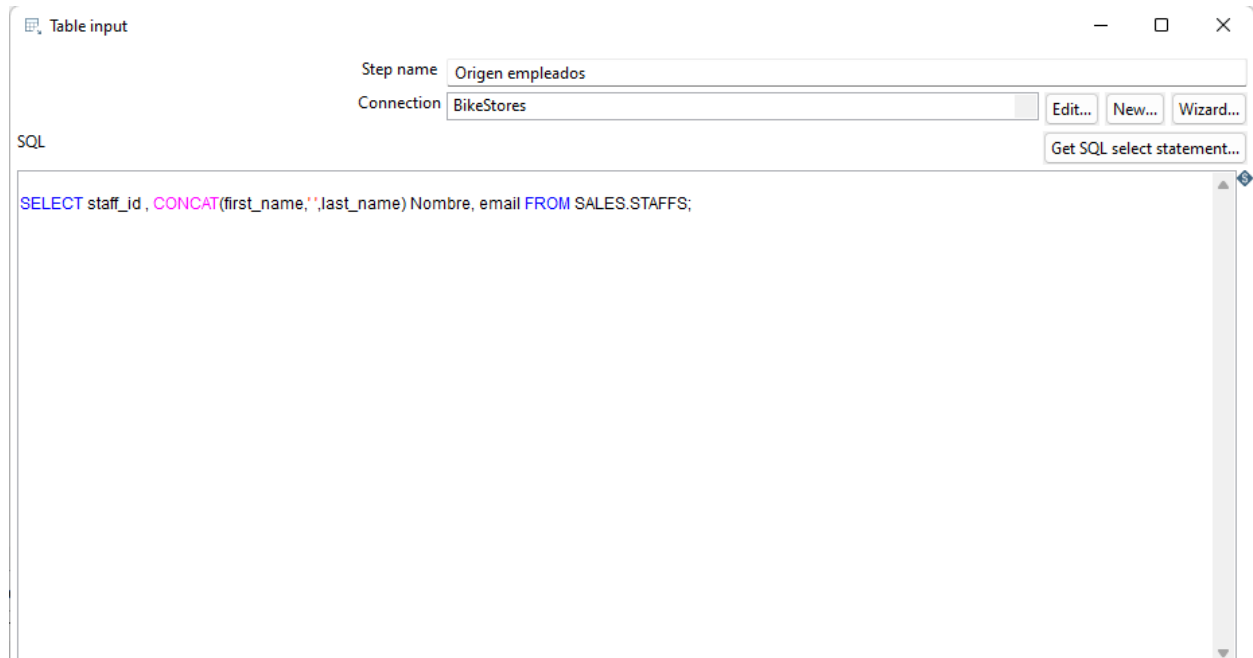 Table input
Step name Origen empleados
Connection BikeStores Edit... New... Wizard...
SQL
Get SQL select statement...
SELECT staff_id , CONCAT(first_name,' ',last_name) Nombre, email FROM SALES.STAFFS;